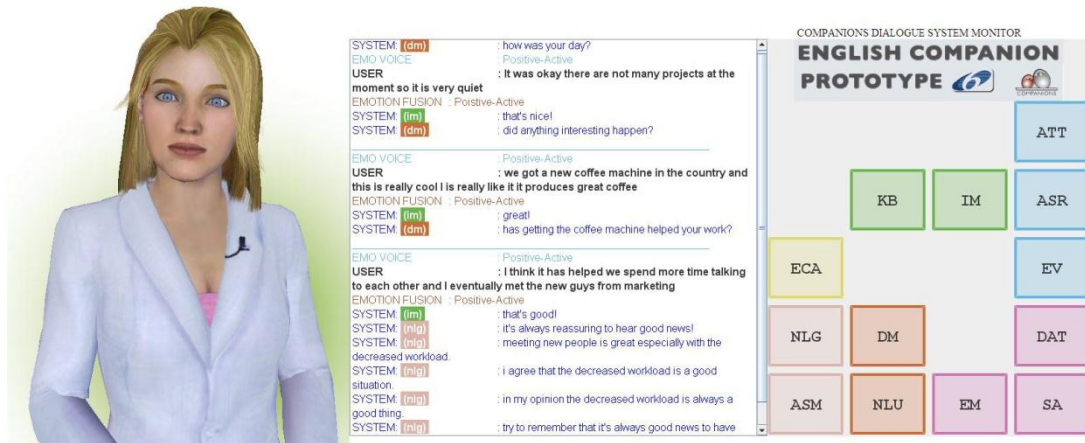 SYSTEM: (dm) : how was your day?
EMO VOICE : Positive-Active
USER : It was okay there are not many projects at the
moment so it is very quiet
EMOTION FUSION : Poistive-Active
SYSTEM: (im) : that's nice!
SYSTEM: (dm) : did anything interesting happen?
EMO VOICE : Positive-Active
USER : we got a new coffee machine in the country and
this is really cool I is really like it it produces great coffee
EMOTION FUSION : Positive-Active
SYSTEM: (im) : great!
SYSTEM: (dm) : has getting the coffee machine helped your work?
EMO VOICE : Positive-Active
USER : I think it has helped we spend more time talking
to each other and I eventually met the new guys from marketing
EMOTION FUSION : Positive-Active
SYSTEM: (im) : that's good!
SYSTEM: (nlg) : it's always reassuring to hear good news!
SYSTEM: (nlg) : meeting new people is great especially with the
decreased workload.
SYSTEM: (nlg) : i agree that the decreased workload is a good
situation.
SYSTEM: (nlg) : in my opinion the decreased workload is always a
good thing.
SYSTEM: (nlg) : try to remember that it's always good news to have
COMPANIONS DIALOGUE SYSTEM MONITOR
ENGLISH COMPANION
PROTOTYPE 6
COMPANIONS
ATT
KB IM ASR
ECA EV
NLG DM DAT
ASM NLU EM SA